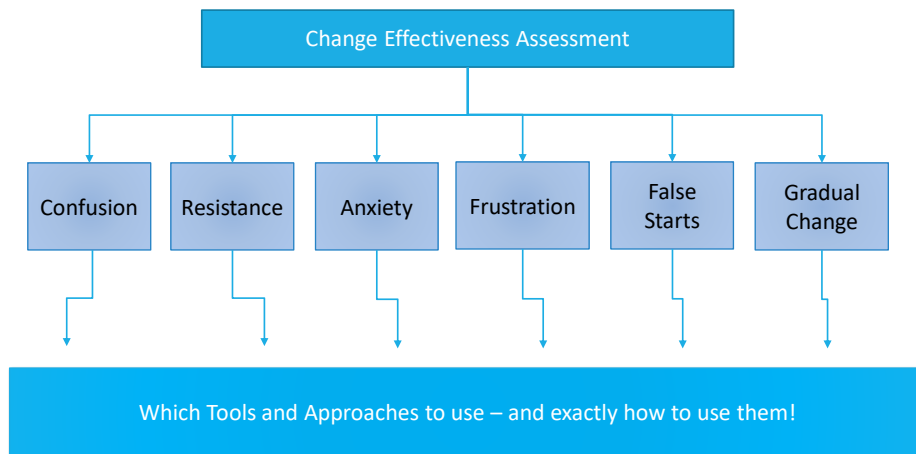 Change Effectiveness Assessment
Confusion
Resistance
Anxiety
Frustration
False
Starts
Gradual
Change
Which Tools and Approaches to use – and exactly how to use them!